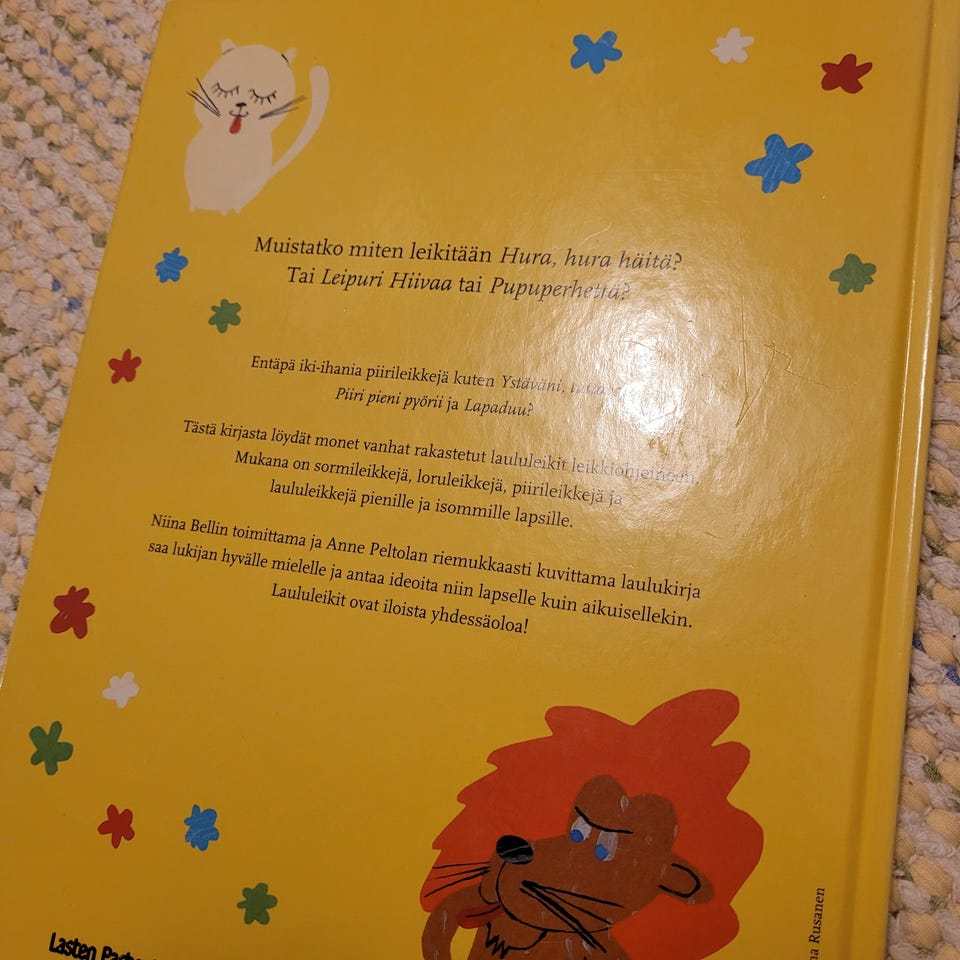 Muistatko miten leikitään Hura, hura häitä?
Tai Leipuri Hiivaa tai Pupuperhettä?
Entäpä iki-ihania piirileikkejä kuten Ystäväni,
Piiri pieni pyörii ja Lapaduu?
Tästä kirjasta löydät monet vanhat rakastetut laululeikit leikkiohjeineen.
Mukana on sormileikkejä, loruleikkejä, piirileikkejä ja
laululeikkejä pienille ja isommille lapsille.
Niina Bellin toimittama ja Anne Peltolan riemukkaasti kuvittama laulukirja
saa lukijan hyvälle mielelle ja antaa ideoita niin lapselle kuin aikuisellekin.
Laululeikit ovat iloista yhdessäoloa!
Lasten
Rusanen